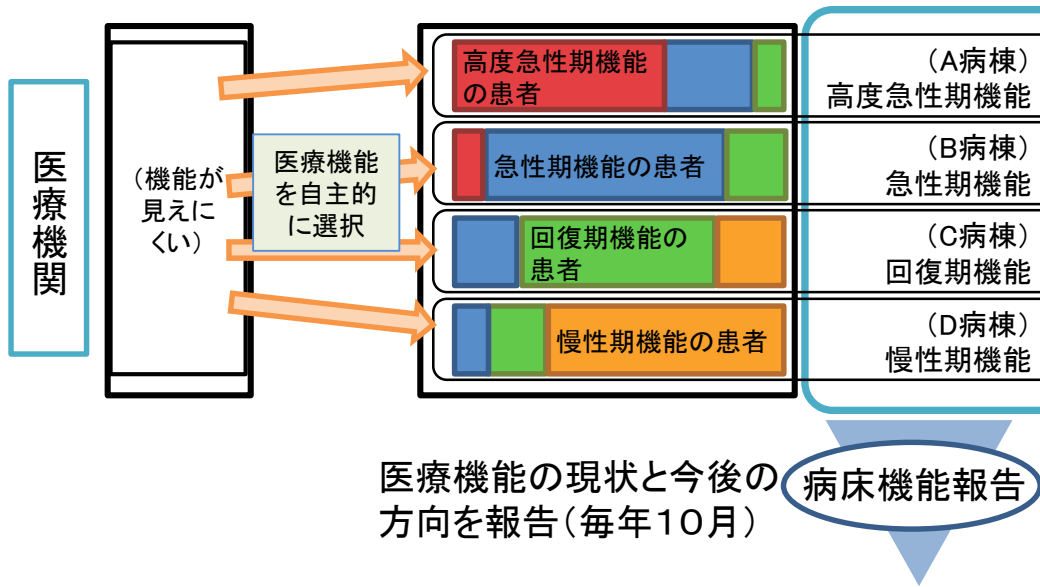 医療機関
(機能が
見えに
くい)
医療機能
を自主的
に選択
高度急性期機能
の患者
(A病棟)
高度急性期機能
急性期機能の患者
(B病棟)
急性期機能
回復期機能の
患者
(C病棟)
回復期機能
慢性期機能の患者
(D病棟)
慢性期機能
医療機能の現状と今後の
方向を報告(毎年10月)
病床機能報告